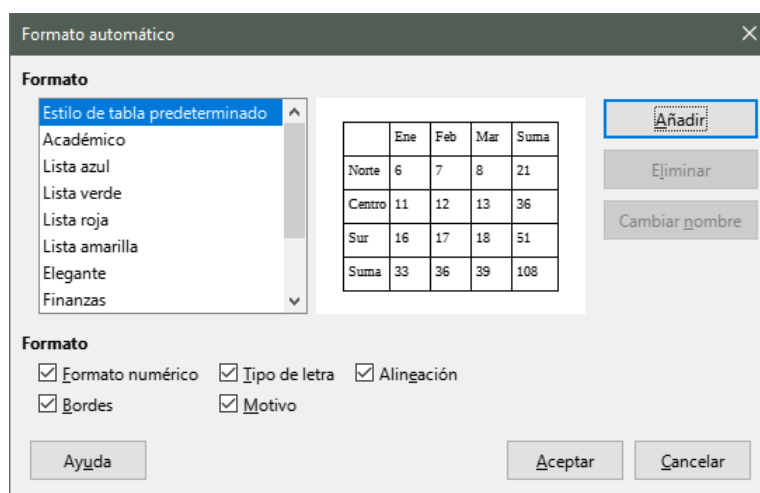 Formato automático
Formato
Estilo de tabla predeterminado
Académico
Lista azul
Lista verde
Lista roja
Lista amarilla
Elegante
Finanzas
Ene Feb Mar Suma
Norte 6 7 8 21
Centro 11 12 13 36
Sur 16 17 18 51
Suma 33 36 39 108
Añadir
Eliminar
Cambiar nombre
Formato
Formato numérico Tipo de letra Alineación
Bordes Motivo
Ayuda Aceptar Cancelar